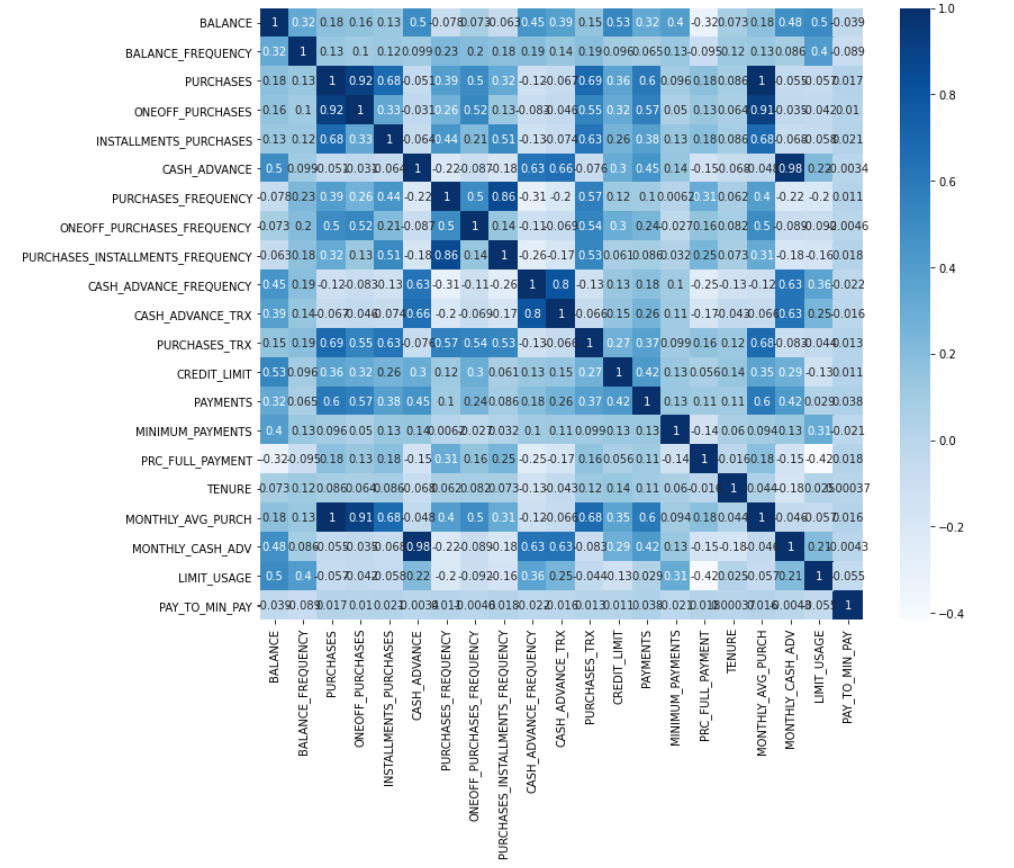 BALANCE 1 0.32 0.18 0.16 0.13 0.5 -0.078 0.073 -0.063 0.45 0.39 0.15 0.53 0.32 0.4 -0.32 0.073 0.18 0.48 0.5 -0.039
BALANCE_FREQUENCY 0.32 1 0.13 0.1 0.12 0.099 0.23 0.2 0.18 0.19 0.14 0.19 0.096 0.065 0.13 -0.095 0.12 0.13 0.086 0.4 -0.089
PURCHASES 0.18 0.13 1 0.92 0.68 -0.051 0.39 0.5 0.32 -0.12 -0.067 0.69 0.36 0.6 0.096 0.18 0.086 1 -0.055 -0.057 0.017
ONEOFF_PURCHASES 0.16 0.1 0.92 1 0.33 -0.031 0.26 0.52 0.13 -0.083 -0.046 0.55 0.32 0.57 0.05 0.13 0.064 0.91 -0.035 -0.042 0.01
INSTALLMENTS_PURCHASES 0.13 0.12 0.68 0.33 1 -0.064 0.44 0.21 0.51 -0.13 -0.074 0.63 0.26 0.38 0.13 0.18 0.086 0.68 -0.068 -0.058 0.021
CASH_ADVANCE 0.5 0.099 -0.051 -0.031 -0.064 1 -0.22 -0.087 -0.18 0.63 0.66 -0.076 0.3 0.45 0.14 -0.15 -0.068 -0.048 0.98 0.22 0.0034
PURCHASES_FREQUENCY -0.078 0.23 0.39 0.26 0.44 -0.22 1 0.5 0.86 -0.31 -0.2 0.57 0.12 0.1 0.0062 0.31 0.062 0.4 -0.22 -0.2 0.011
ONEOFF_PURCHASES_FREQUENCY 0.073 0.2 0.5 0.52 0.21 -0.087 0.5 1 0.14 -0.11 -0.069 0.54 0.3 0.24 -0.027 0.16 0.082 0.5 -0.089 -0.092 0.0046
PURCHASES_INSTALLMENTS_FREQUENCY -0.063 0.18 0.32 0.13 0.51 -0.18 0.86 0.14 1 -0.26 -0.17 0.53 0.061 0.086 0.032 0.25 0.073 0.31 -0.18 -0.16 0.018
CASH_ADVANCE_FREQUENCY 0.45 0.19 -0.12 -0.083 -0.13 0.63 -0.31 -0.11 -0.26 1 0.8 -0.13 0.13 0.18 0.1 -0.25 -0.13 -0.12 0.63 0.36 -0.022
CASH_ADVANCE_TRX 0.39 0.14 -0.067 -0.046 -0.074 0.66 -0.2 -0.069 -0.17 0.8 1 -0.066 0.15 0.26 0.11 -0.17 -0.043 -0.066 0.63 0.25 -0.016
PURCHASES_TRX 0.15 0.19 0.69 0.55 0.63 -0.076 0.57 0.54 0.53 -0.13 -0.066 1 0.27 0.37 0.099 0.16 0.12 0.68 -0.083 -0.044 0.013
CREDIT_LIMIT 0.53 0.096 0.36 0.32 0.26 0.3 0.12 0.3 0.061 0.13 0.15 0.27 1 0.42 0.13 0.056 0.14 0.35 0.29 -0.13 0.011
PAYMENTS 0.32 0.065 0.6 0.57 0.38 0.45 0.1 0.24 0.086 0.18 0.26 0.37 0.42 1 0.13 0.11 0.11 0.6 0.42 0.029 0.038
MINIMUM_PAYMENTS 0.4 0.13 0.096 0.05 0.13 0.14 0.0062 -0.027 0.032 0.1 0.11 0.099 0.13 0.13 1 -0.14 0.06 0.094 0.13 0.31 -0.021
PRC_FULL_PAYMENT -0.32 -0.095 0.18 0.13 0.18 -0.15 0.31 0.16 0.25 -0.25 -0.17 0.16 0.056 0.11 -0.14 1 -0.016 0.18 -0.15 -0.42 0.018
TENURE 0.073 0.12 0.086 0.064 0.086 -0.068 0.062 0.082 0.073 -0.13 -0.043 0.12 0.14 0.11 0.06 -0.016 1 0.044 -0.18 0.025 0.00037
MONTHLY_AVG_PURCH 0.18 0.13 1 0.91 0.68 -0.048 0.4 0.5 0.31 -0.12 -0.066 0.68 0.35 0.6 0.094 0.18 0.044 1 -0.046 -0.057 0.016
MONTHLY_CASH_ADV 0.48 0.086 -0.055 -0.035 -0.068 0.98 -0.22 -0.089 -0.18 0.63 0.63 -0.083 0.29 0.42 0.13 -0.15 -0.18 -0.046 1 0.21 -0.0043
LIMIT_USAGE 0.5 0.4 -0.057 -0.042 -0.058 0.22 -0.2 -0.092 -0.16 0.36 0.25 -0.044 -0.13 0.029 0.31 -0.42 0.025 -0.057 0.21 1 -0.055
PAY_TO_MIN_PAY -0.039 -0.089 0.017 0.01 0.021 0.011 0.0046 0.018 -0.022 -0.016 0.013 0.011 0.038 -0.021 0.018 0.00037 0.016 -0.0043 -0.055 1
BALANCE
BALANCE_FREQUENCY
PURCHASES
ONEOFF_PURCHASES
INSTALLMENTS_PURCHASES
CASH_ADVANCE
PURCHASES_FREQUENCY
ONEOFF_PURCHASES_FREQUENCY
PURCHASES_INSTALLMENTS_FREQUENCY
CASH_ADVANCE_FREQUENCY
CASH_ADVANCE_TRX
PURCHASES_TRX
CREDIT_LIMIT
PAYMENTS
MINIMUM_PAYMENTS
PRC_FULL_PAYMENT
TENURE
MONTHLY_AVG_PURCH
MONTHLY_CASH_ADV
LIMIT_USAGE
PAY_TO_MIN_PAY
1.0
0.8
0.6
0.4
0.2
0.0
−0.2
−0.4